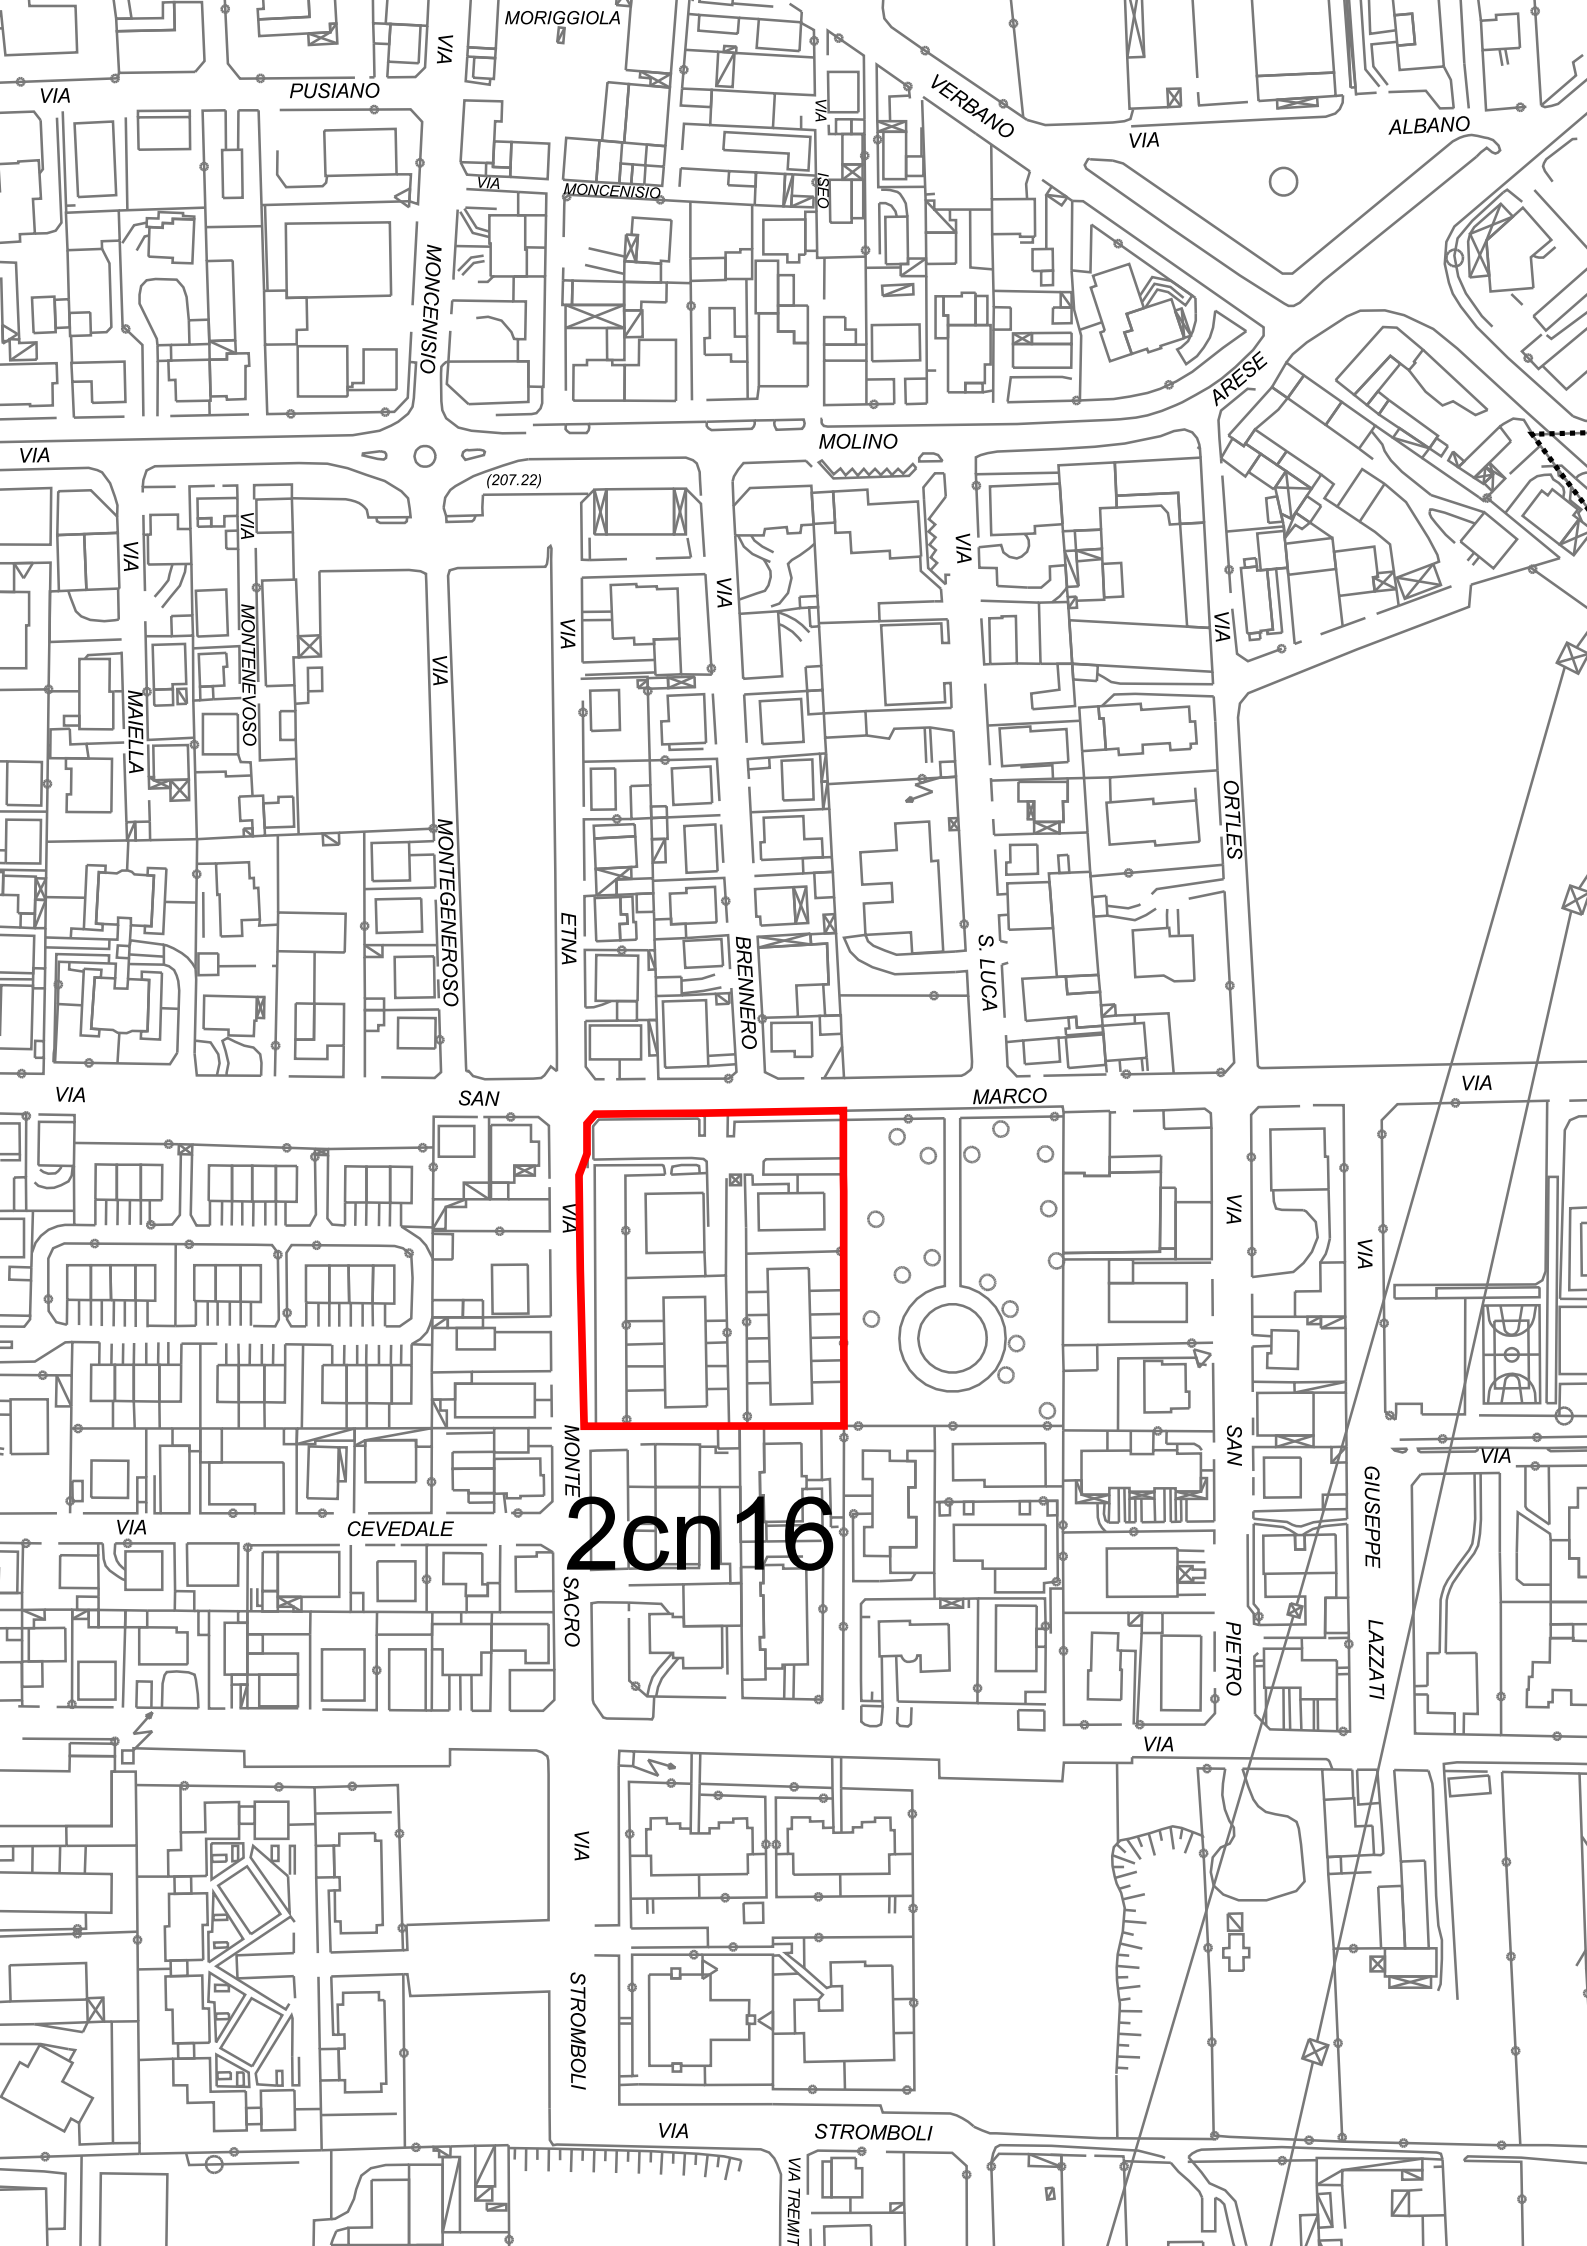 MORIGGIOLA
VIA
VIA
PUSIANO
VERBANO
VIA
ALBANO
VIA
ISEO
VIA
MONCENISIO
MONCENISIO
ARESE
VIA
MOLINO
(207.22)
VIA
VIA
MONTENEVOSO
MAIELLA
VIA
MONTEGENEROSO
VIA
ETNA
VIA
BRENNERO
VIA
S. LUCA
VIA
ORTLES
VIA
SAN
MARCO
VIA
VIA
MONTE
SACRO
VIA
SAN
PIETRO
VIA
GIUSEPPE
LAZZATI
VIA
VIA
CEVEDALE
2cn16
VIA
VIA
STROMBOLI
VIA
STROMBOLI
VIA TREMIT